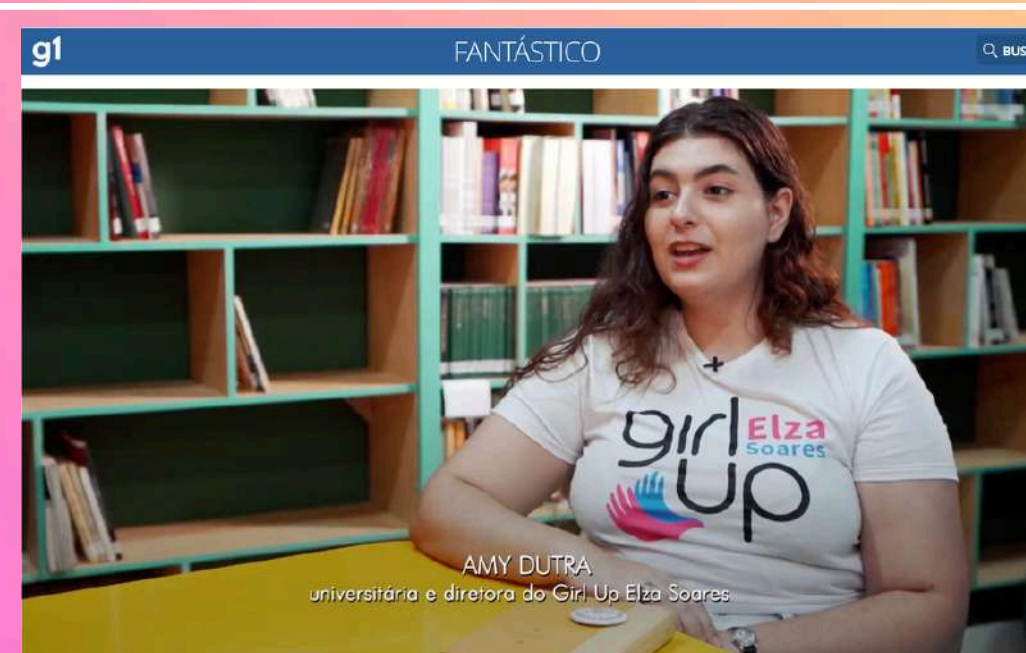 g1
FANTÁSTICO
BUS
girl Elza
Soares
up
AMY DUTRA
universitária e diretora do Girl Up Elza Soares